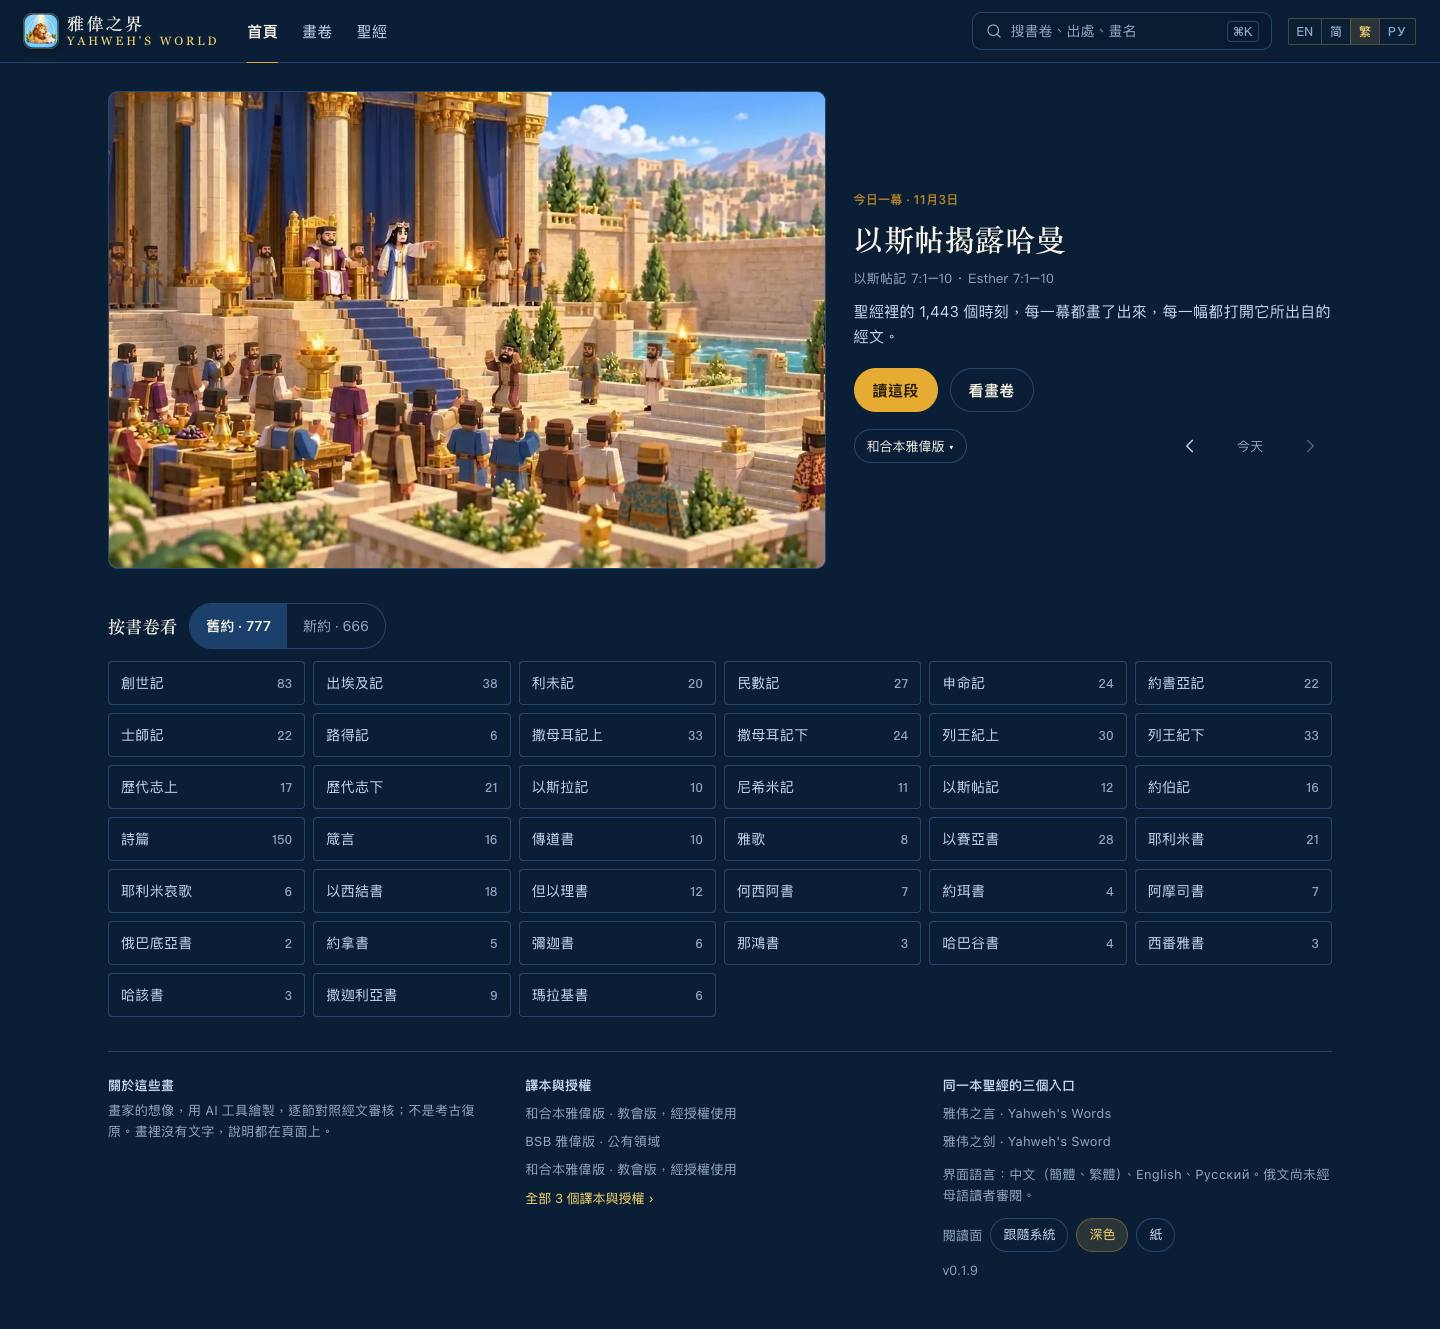 雅偉之界
YAHWEH'S WORLD
首頁
畫卷
聖經
搜書卷、出處、畫名
⌘K
EN
简
繁
РУ
今日一幕 · 11月3日
以斯帖揭露哈曼
以斯帖記 7:1–10 · Esther 7:1–10
聖經裡的 1,443 個時刻，每一幕都畫了出來，每一幅都打開它所出自的
經文。
讀這段
看畫卷
和合本雅偉版 ▾
今天
按書卷看
舊約 · 777
新約 · 666
創世記 83
出埃及記 38
利未記 20
民數記 27
申命記 24
約書亞記 22
士師記 22
路得記 6
撒母耳記上 33
撒母耳記下 24
列王紀上 30
列王紀下 33
歷代志上 17
歷代志下 21
以斯拉記 10
尼希米記 11
以斯帖記 12
約伯記 16
詩篇 150
箴言 16
傳道書 10
雅歌 8
以賽亞書 28
耶利米書 21
耶利米哀歌 6
以西結書 18
但以理書 12
何西阿書 7
約珥書 4
阿摩司書 7
俄巴底亞書 2
約拿書 5
彌迦書 6
那鴻書 3
哈巴谷書 4
西番雅書 3
哈該書 3
撒迦利亞書 9
瑪拉基書 6
關於這些畫
畫家的想像，用 AI 工具繪製，逐節對照經文審核；不是考古復
原。畫裡沒有文字，說明都在頁面上。
譯本與授權
和合本雅偉版 · 教會版，經授權使用
BSB 雅偉版 · 公有領域
和合本雅偉版 · 教會版，經授權使用
全部 3 個譯本與授權 ›
同一本聖經的三個入口
雅伟之言 · Yahweh's Words
雅伟之剑 · Yahweh's Sword
界面語言：中文（簡體、繁體）、English、Русский。俄文尚未經
母語讀者審閱。
閱讀面
跟隨系統
深色
紙
v0.1.9